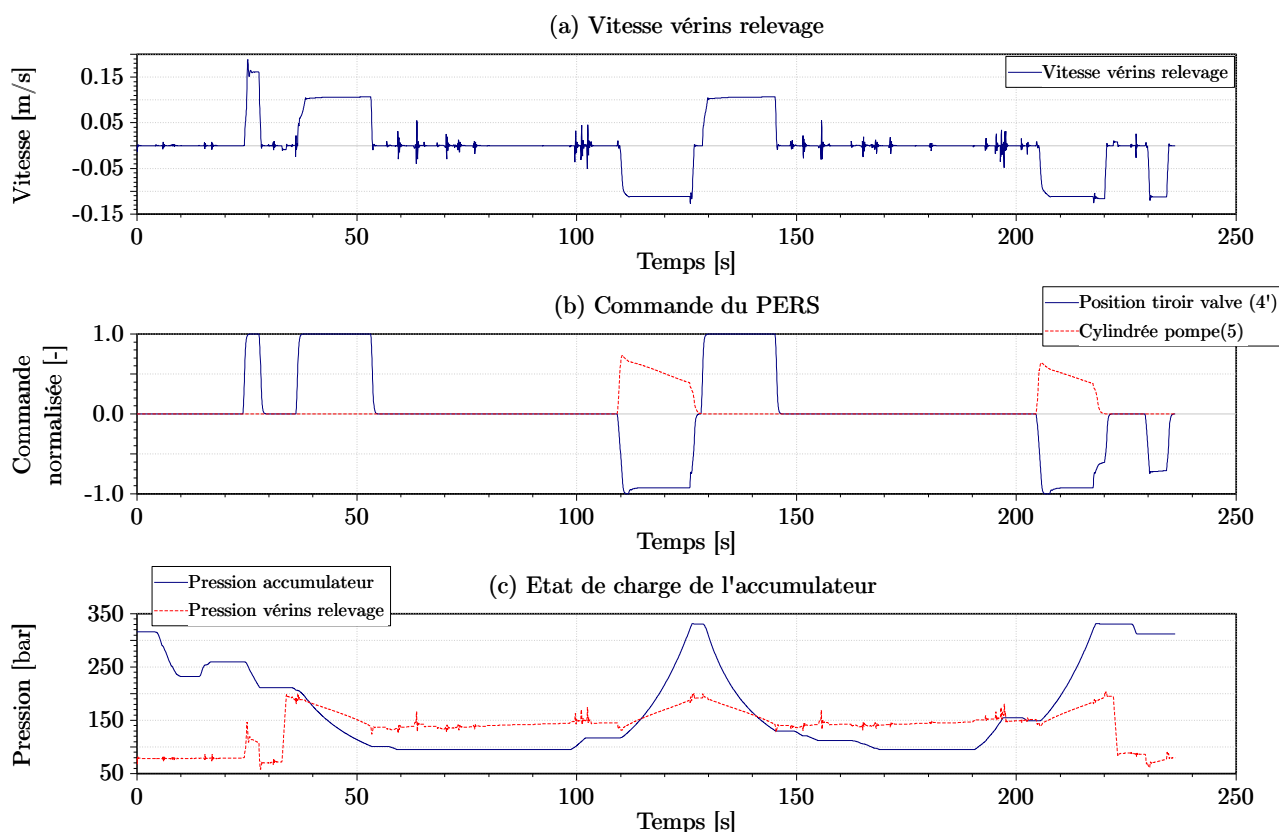 (a) Vitesse vérins relevage
Vitesse [m/s]
0.15
0.05
-0.05
-0.15
Vitesse vérins relevage
0 50 100 150 200 250
Temps [s]
(b) Commande du PERS
Commande
normalisée [-]
1.0
0.0
-1.0
Position tiroir valve (4')
Cylindrée pompe(5)
0 50 100 150 200 250
Temps [s]
(c) Etat de charge de l'accumulateur
Pression accumulateur
Pression vérins relevage
Pression [bar]
350
250
150
50
0 50 100 150 200 250
Temps [s]